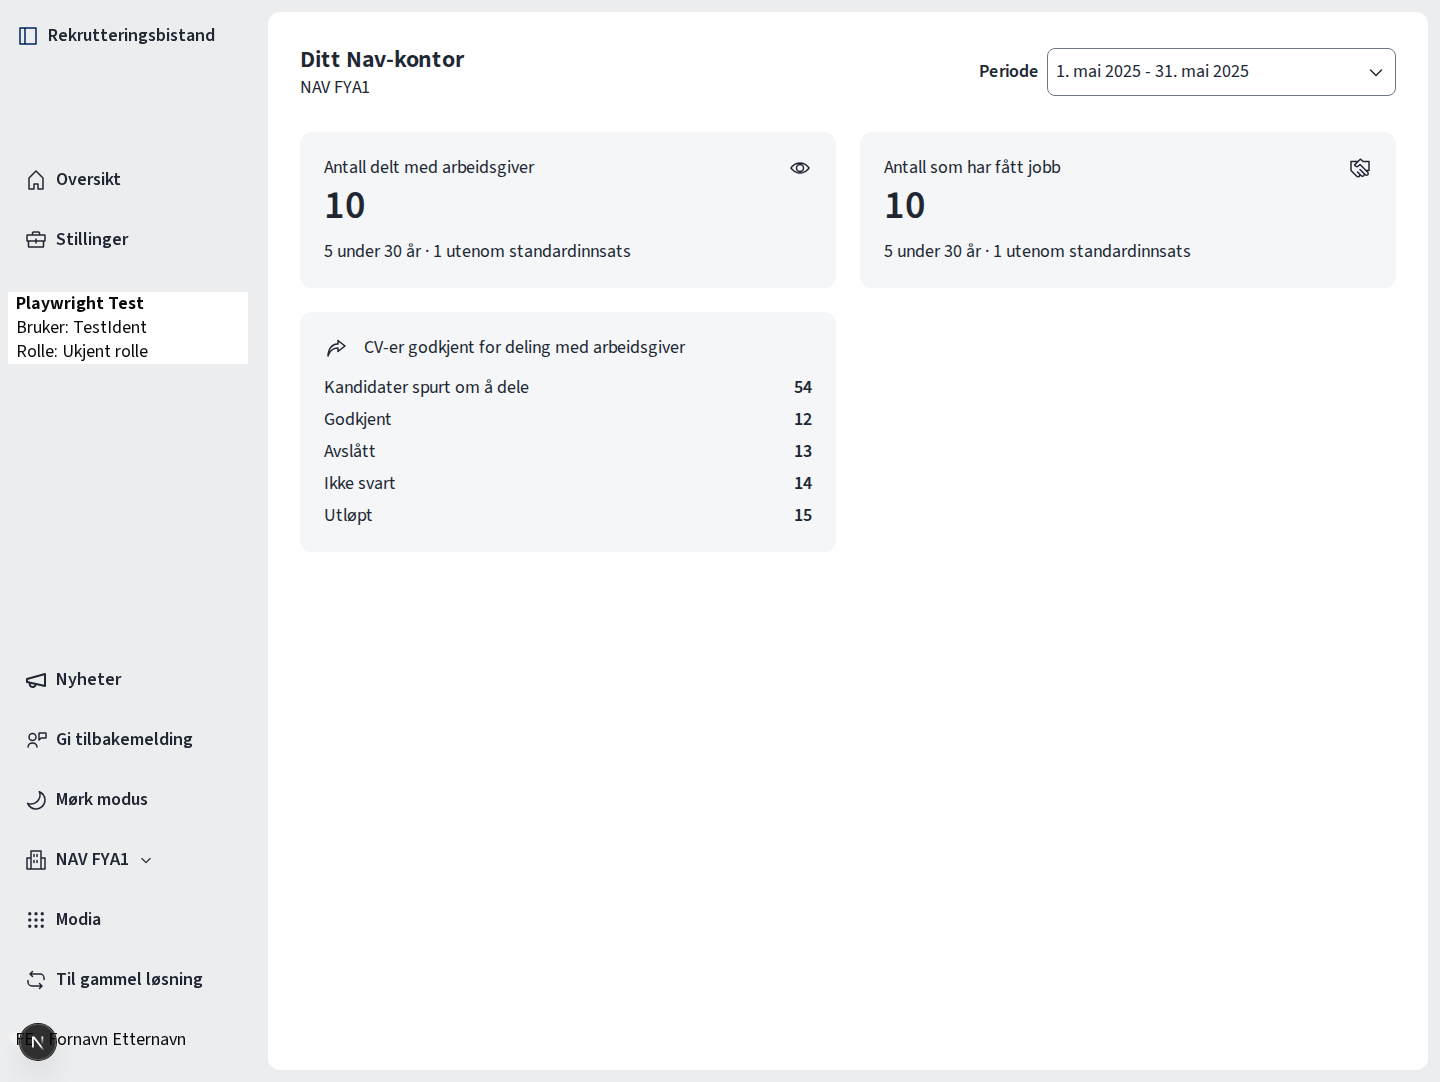 Rekrutteringsbistand
Oversikt
Stillinger
Playwright Test
Bruker: TestIdent
Rolle: Ukjent rolle
Nyheter
Gi tilbakemelding
Mørk modus
NAV FYA1
Modia
Til gammel løsning
Fornavn Etternavn
Ditt Nav-kontor
NAV FYA1
Periode
1. mai 2025 - 31. mai 2025
Antall delt med arbeidsgiver
10
5 under 30 år · 1 utenom standardinnsats
Antall som har fått jobb
10
5 under 30 år · 1 utenom standardinnsats
CV-er godkjent for deling med arbeidsgiver
Kandidater spurt om å dele 54
Godkjent 12
Avslått 13
Ikke svart 14
Utløpt 15